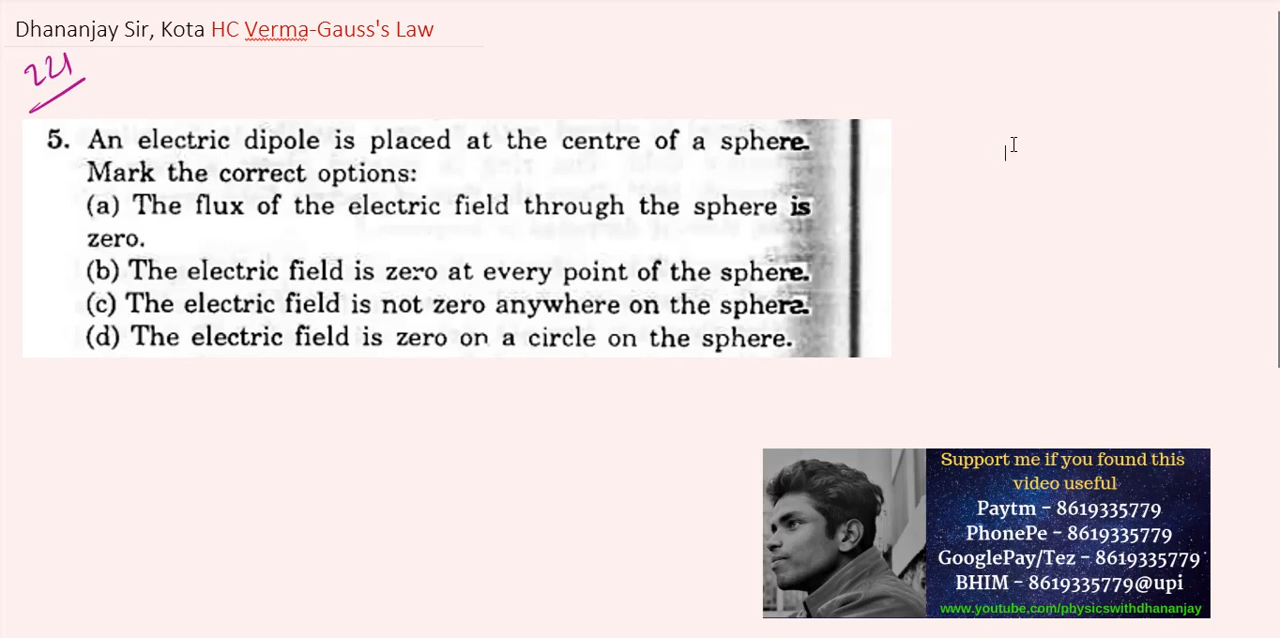 Dhananjay Sir, Kota HC Verma-Gauss's Law
221
5. An electric dipole is placed at the centre of a sphere.
Mark the correct options:
(a) The flux of the electric field through the sphere is
zero.
(b) The electric field is zero at every point of the sphere.
(c) The electric field is not zero anywhere on the sphere.
(d) The electric field is zero on a circle on the sphere.
Support me if you found this
video useful
Paytm - 8619335779
PhonePe - 8619335779
GooglePay/Tez - 8619335779
BHIM - 8619335779@upi
www.youtube.com/physicswithdhananjay